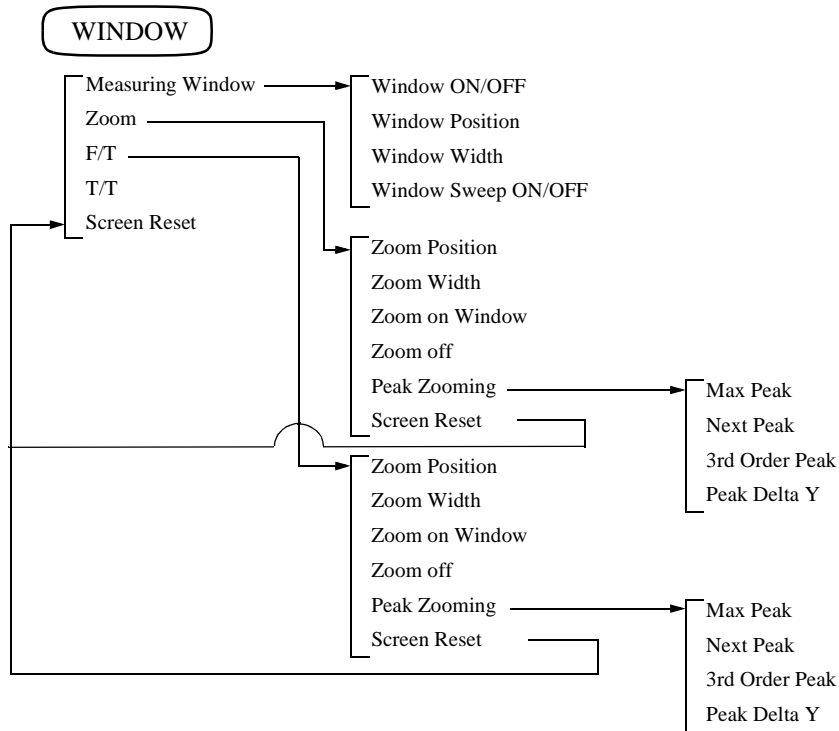 WINDOW
Measuring Window
Zoom
F/T
T/T
Screen Reset
Window ON/OFF
Window Position
Window Width
Window Sweep ON/OFF
Zoom Position
Zoom Width
Zoom on Window
Zoom off
Peak Zooming
Screen Reset
Max Peak
Next Peak
3rd Order Peak
Peak Delta Y
Zoom Position
Zoom Width
Zoom on Window
Zoom off
Peak Zooming
Screen Reset
Max Peak
Next Peak
3rd Order Peak
Peak Delta Y